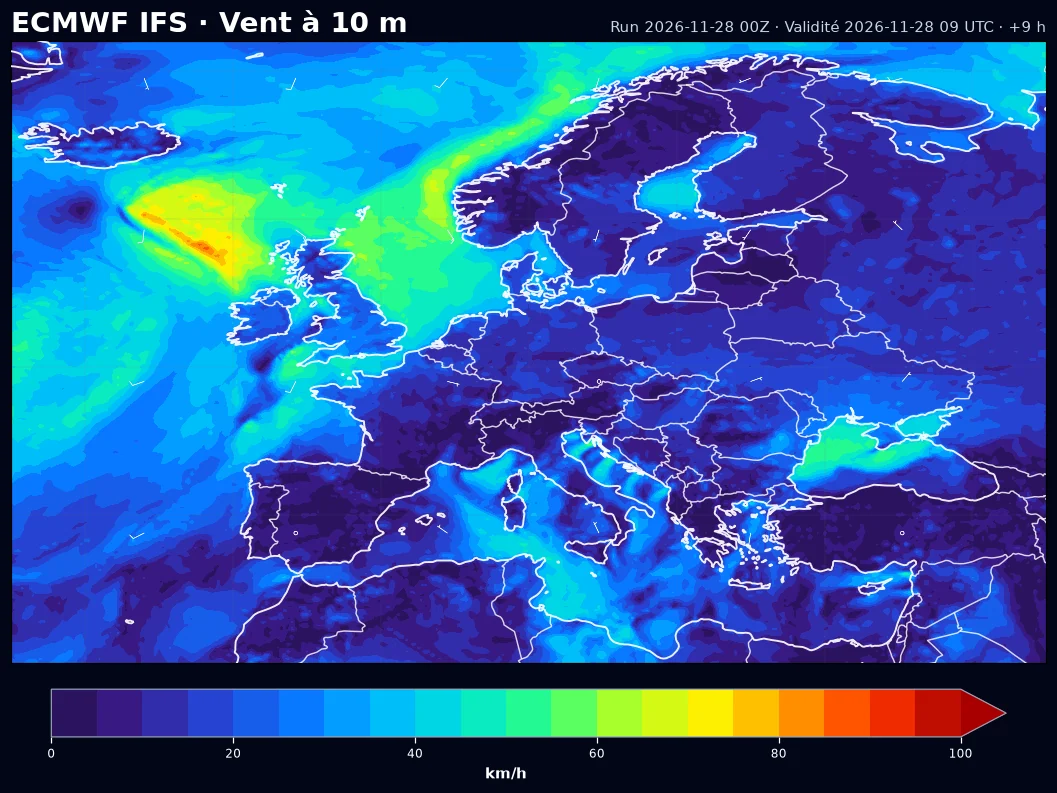 ECMWF IFS · Vent à 10 m
Run 2026-11-28 00Z · Validité 2026-11-28 09 UTC · +9 h
0 20 40 60 80 100
km/h